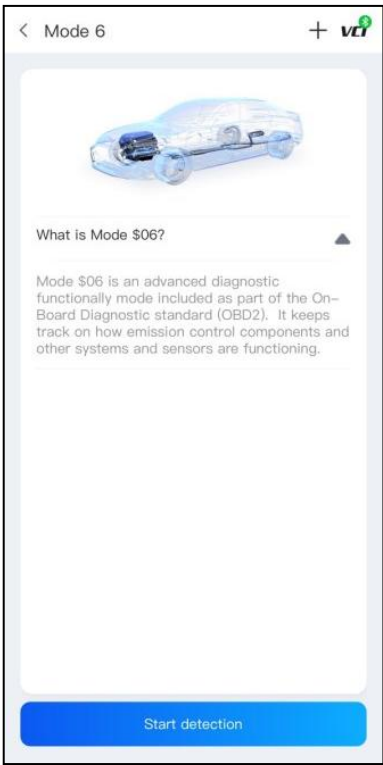 Mode 6
VCI
What is Mode $06?
Mode $06 is an advanced diagnostic
functionally mode included as part of the On-
Board Diagnostic standard (OBD2). It keeps
track on how emission control components and
other systems and sensors are functioning.
Start detection